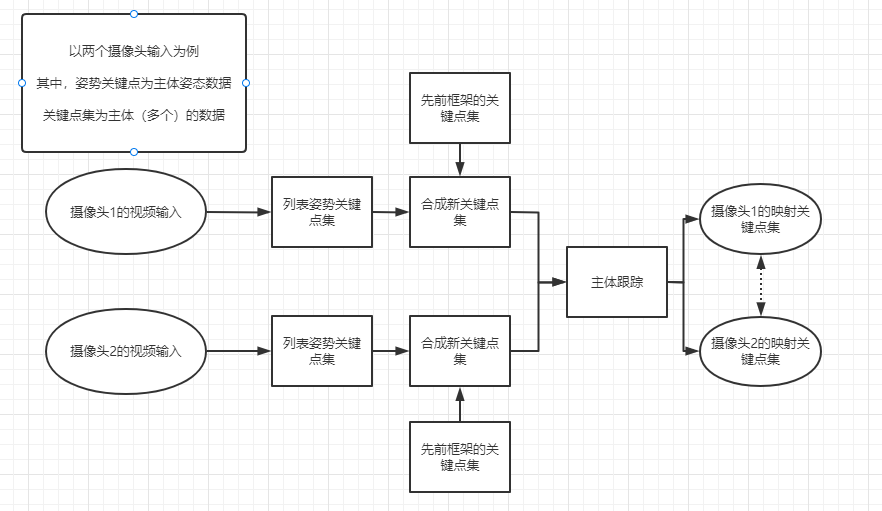 以两个摄像头输入为例
其中，姿势关键点为主体姿态数据
关键点集为主体（多个）的数据
先前框架的关
键点集
摄像头1的视频输入
列表姿势关键
点集
合成新关键点
集
摄像头1的映射关
键点集
主体跟踪
摄像头2的视频输入
列表姿势关键
点集
合成新关键点
集
摄像头2的映射关
键点集
先前框架的关
键点集